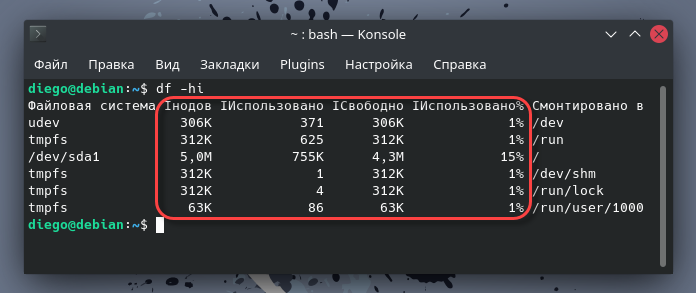 ~ : bash — Konsole
Файл Правка Вид Закладки Plugins Настройка Справка
diego@debian:~$ df -hi
Файловая система Iнодов IИспользовано IСвободно IИспользовано% Смонтировано в
udev 306K 371 306K 1% /dev
tmpfs 312K 625 312K 1% /run
/dev/sda1 5,0M 755K 4,3M 15% /
tmpfs 312K 1 312K 1% /dev/shm
tmpfs 312K 4 312K 1% /run/lock
tmpfs 63K 86 63K 1% /run/user/1000
diego@debian:~$